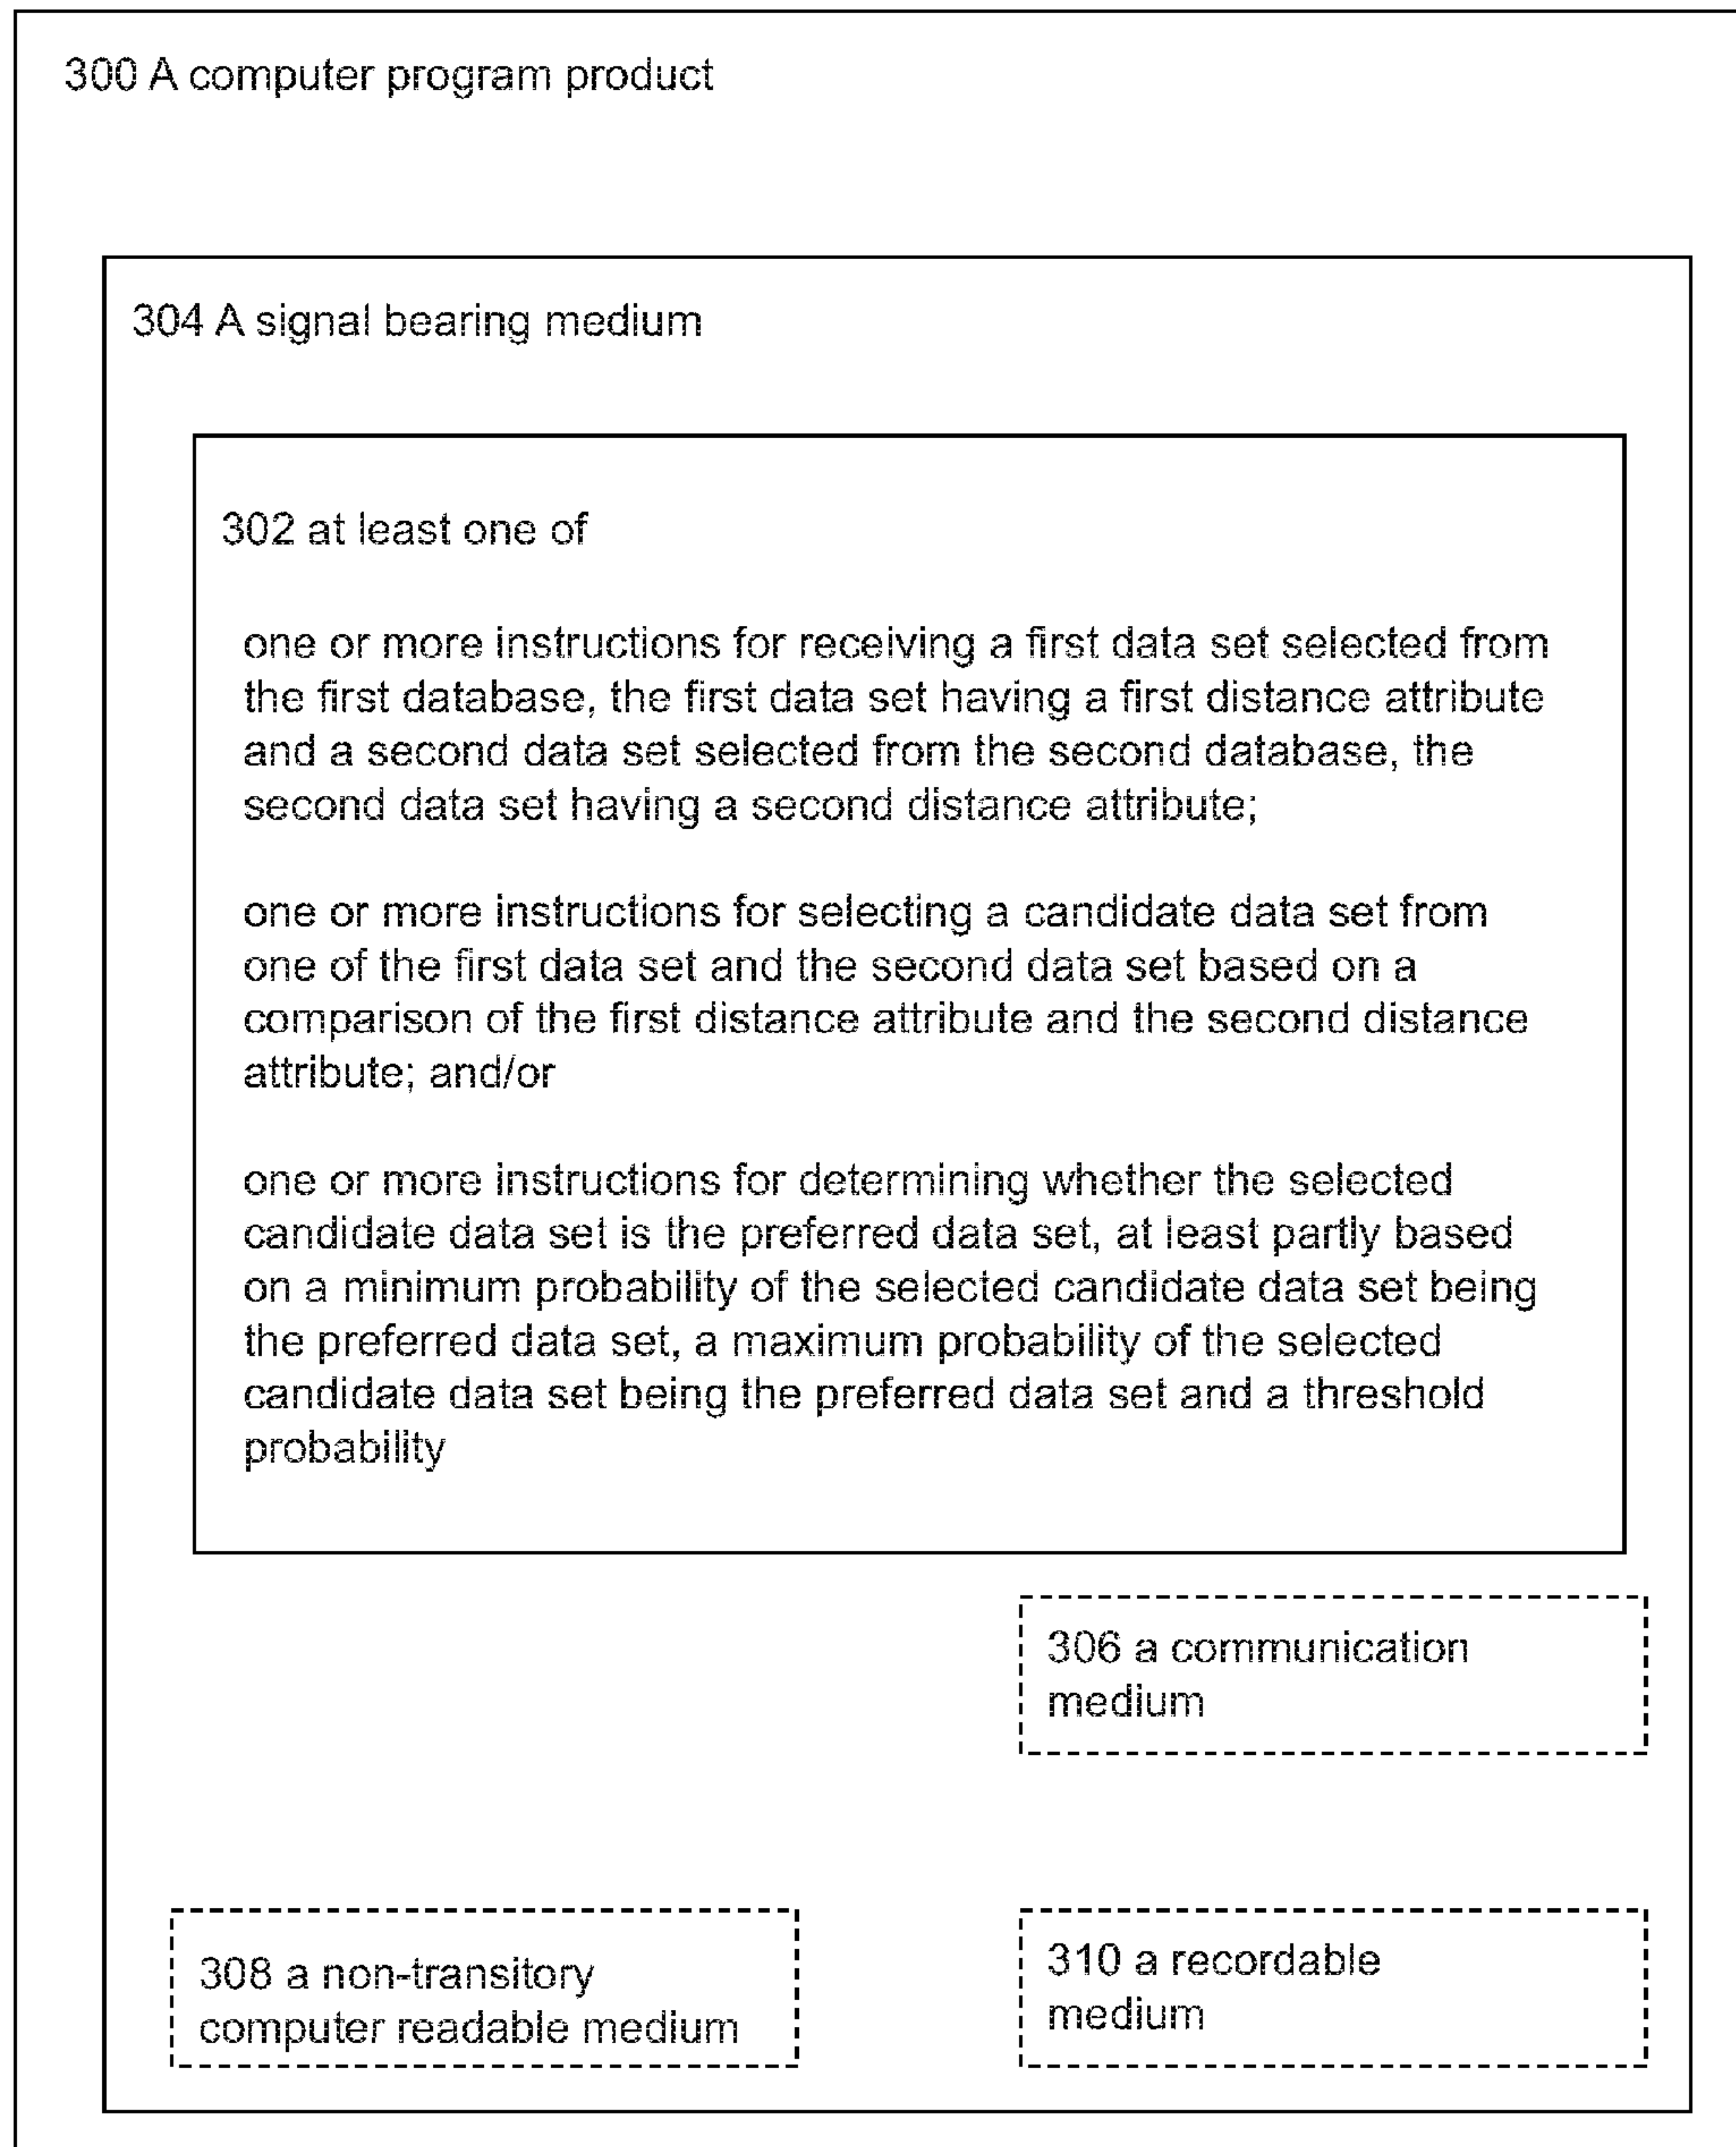 300 A computer program product
304 A signal bearing medium
302 at least one of
one or more instructions for receiving a first data set selected from
the first database, the first data set having a first distance attribute
and a second data set selected from the second database, the
second data set having a second distance attribute;
one or more instructions for selecting a candidate data set from
one of the first data set and the second data set based on a
comparison of the first distance attribute and the second distance
attribute; and/or
one or more instructions for determining whether the selected
candidate data set is the preferred data set, at least partly based
on a minimum probability of the selected candidate data set being
the preferred data set, a maximum probability of the selected
candidate data set being the preferred data set and a threshold
probability
306 a communication
medium
308 a non-transitory
computer readable medium
310 a recordable
medium